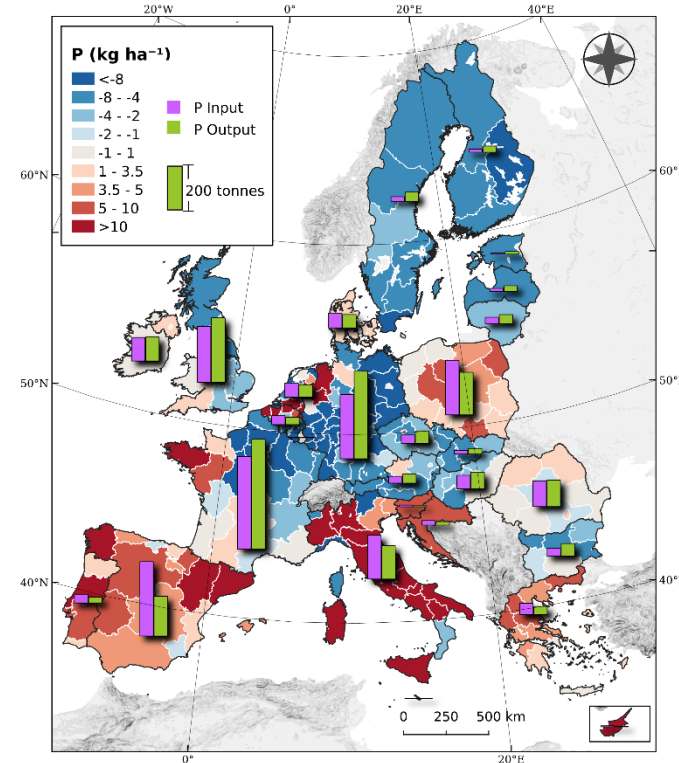 20°W 0° 20°E 40°E
P (kg ha⁻¹)
<-8
-8 - -4
-4 - -2
-2 - -1
-1 - 1
1 - 3.5
3.5 - 5
5 - 10
>10
P Input
P Output
200 tonnes
60°N
60°
50°N
50°
40°N
40°
0 250 500 km
0°
20°E